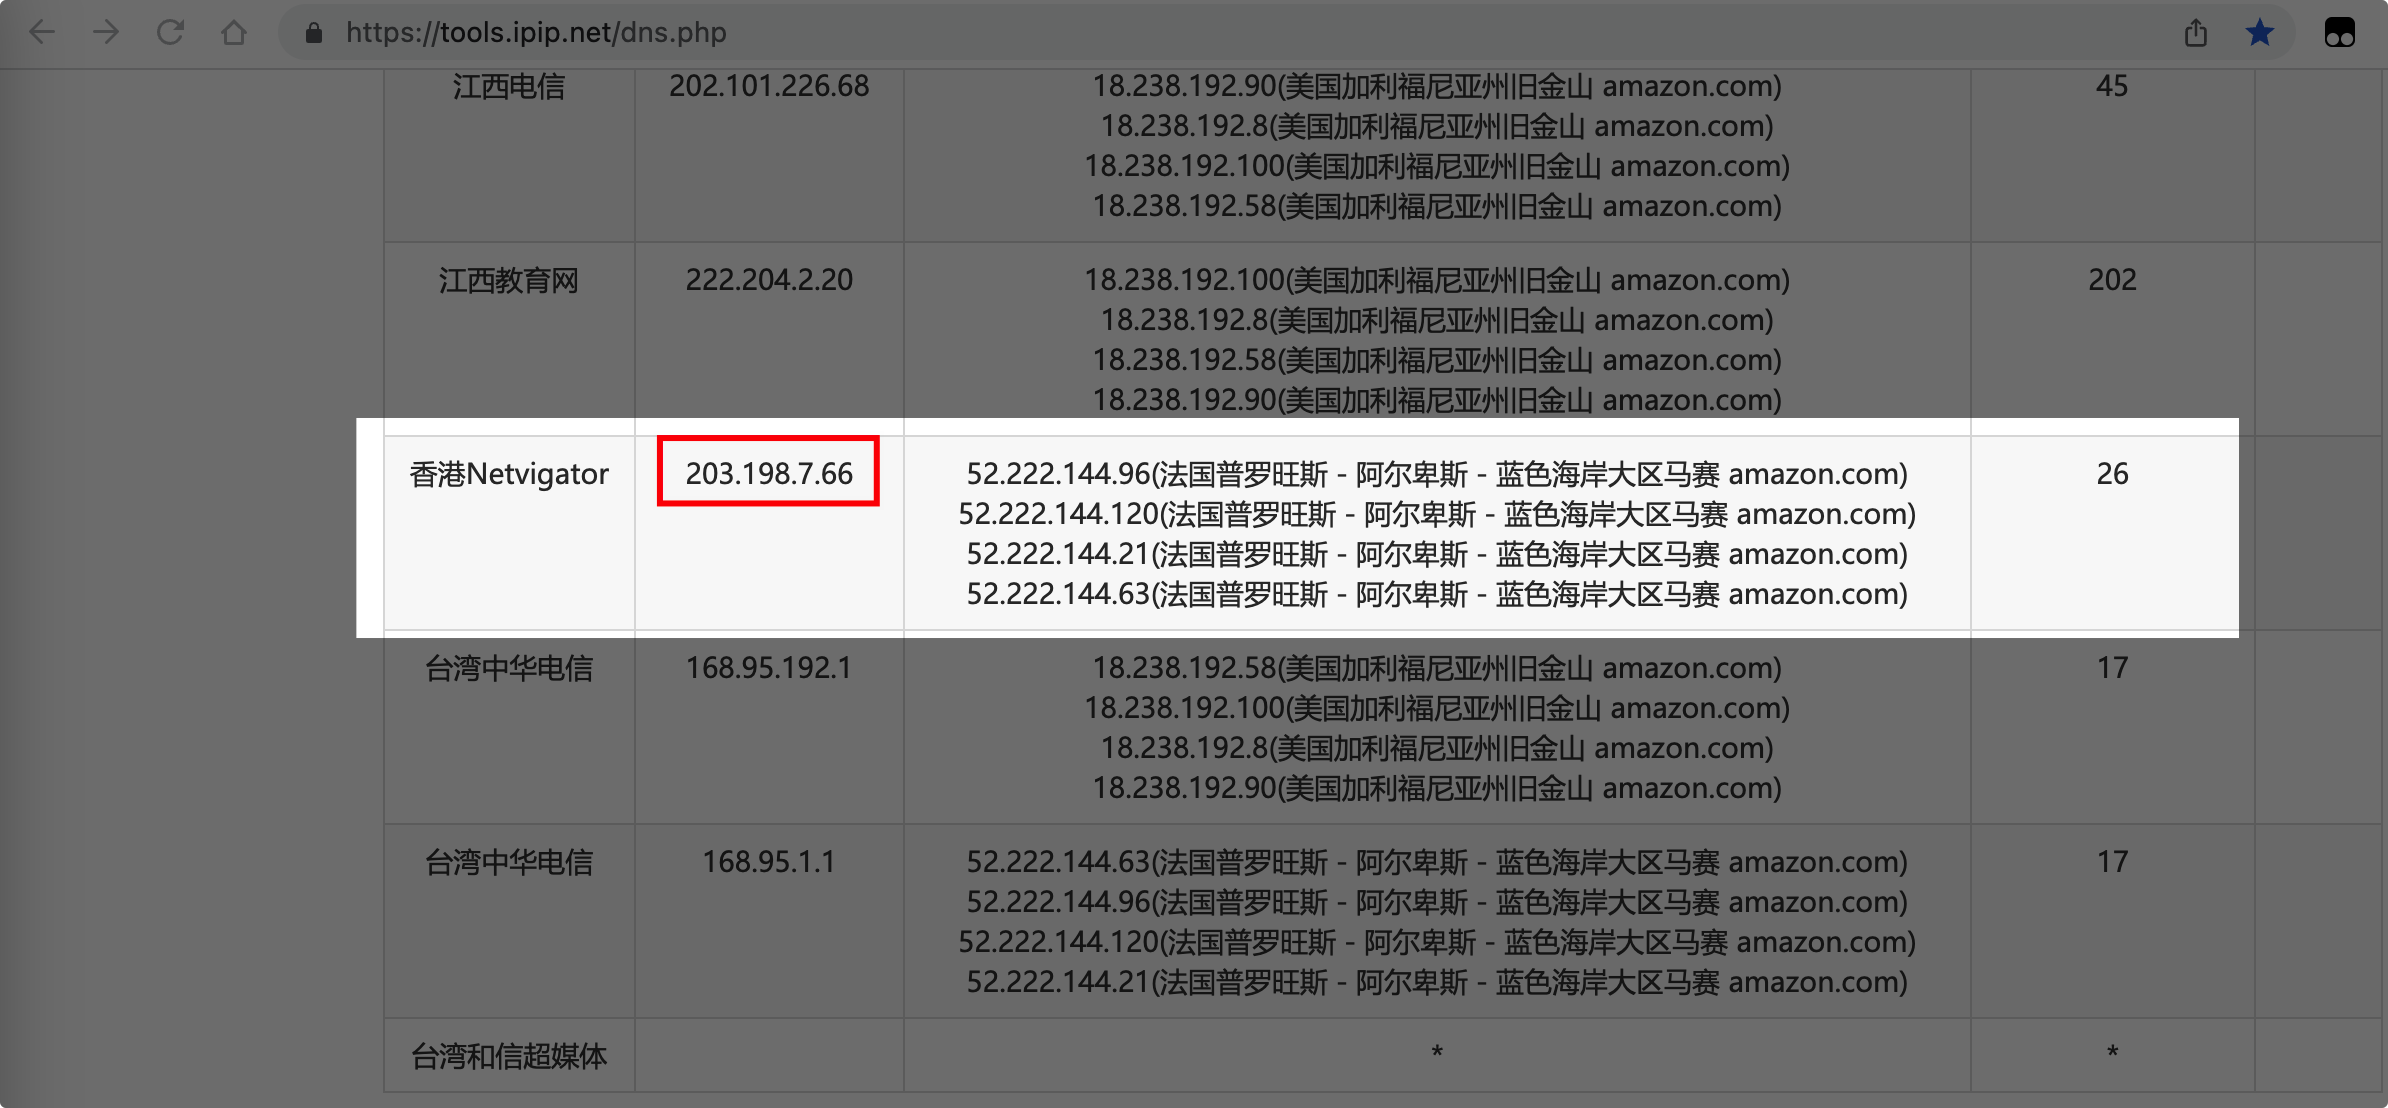 https://tools.ipip.net/dns.php
江西电信 202.101.226.68 18.238.192.90(美国加利福尼亚州旧金山 amazon.com) 45
18.238.192.8(美国加利福尼亚州旧金山 amazon.com)
18.238.192.100(美国加利福尼亚州旧金山 amazon.com)
18.238.192.58(美国加利福尼亚州旧金山 amazon.com)
江西教育网 222.204.2.20 18.238.192.100(美国加利福尼亚州旧金山 amazon.com) 202
18.238.192.8(美国加利福尼亚州旧金山 amazon.com)
18.238.192.58(美国加利福尼亚州旧金山 amazon.com)
18.238.192.90(美国加利福尼亚州旧金山 amazon.com)
香港Netvigator 203.198.7.66 52.222.144.96(法国普罗旺斯 - 阿尔卑斯 - 蓝色海岸大区马赛 amazon.com) 26
52.222.144.120(法国普罗旺斯 - 阿尔卑斯 - 蓝色海岸大区马赛 amazon.com)
52.222.144.21(法国普罗旺斯 - 阿尔卑斯 - 蓝色海岸大区马赛 amazon.com)
52.222.144.63(法国普罗旺斯 - 阿尔卑斯 - 蓝色海岸大区马赛 amazon.com)
台湾中华电信 168.95.192.1 18.238.192.58(美国加利福尼亚州旧金山 amazon.com) 17
18.238.192.100(美国加利福尼亚州旧金山 amazon.com)
18.238.192.8(美国加利福尼亚州旧金山 amazon.com)
18.238.192.90(美国加利福尼亚州旧金山 amazon.com)
台湾中华电信 168.95.1.1 52.222.144.63(法国普罗旺斯 - 阿尔卑斯 - 蓝色海岸大区马赛 amazon.com) 17
52.222.144.96(法国普罗旺斯 - 阿尔卑斯 - 蓝色海岸大区马赛 amazon.com)
52.222.144.120(法国普罗旺斯 - 阿尔卑斯 - 蓝色海岸大区马赛 amazon.com)
52.222.144.21(法国普罗旺斯 - 阿尔卑斯 - 蓝色海岸大区马赛 amazon.com)
台湾和信超媒体 * *